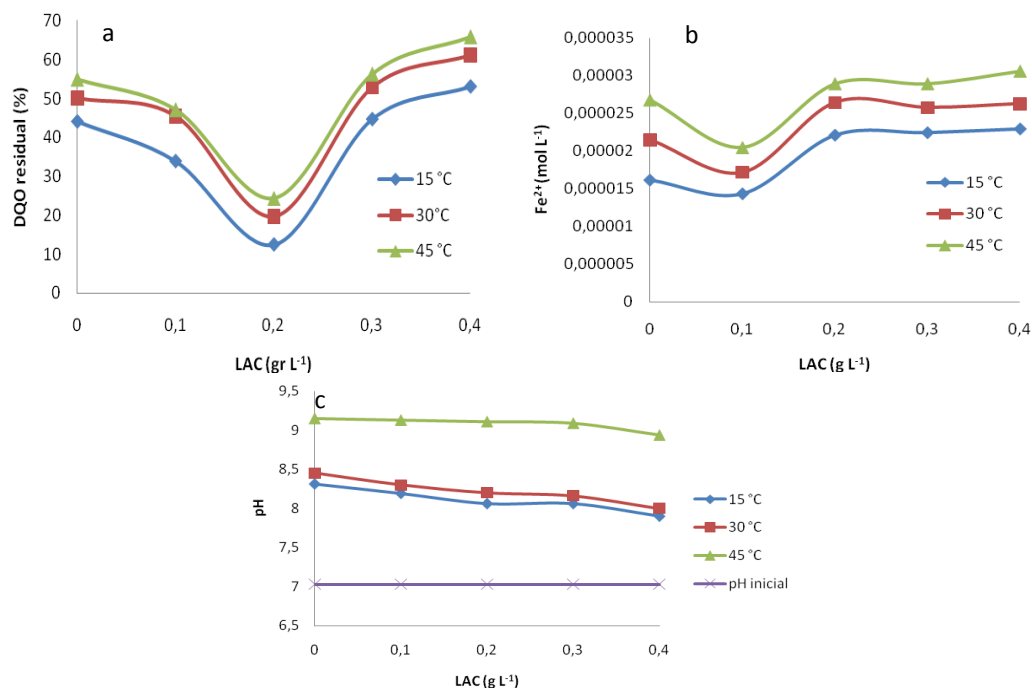 a
DQO residual (%)
70
60
50
40
30
20
10
0
0 0,1 0,2 0,3 0,4
LAC (gr L⁻¹)
15 °C
30°C
45 °C
b
Fe²⁺ (mol L⁻¹)
0,000035
0,00003
0,000025
0,00002
0,000015
0,00001
0,000005
0
0 0,1 0,2 0,3 0,4
LAC (g L⁻¹)
15 °C
30 °C
45 °C
c
pH
9,5
9
8,5
8
7,5
7
6,5
0 0,1 0,2 0,3 0,4
LAC (g L⁻¹)
15 °C
30 °C
45 °C
pH inicial